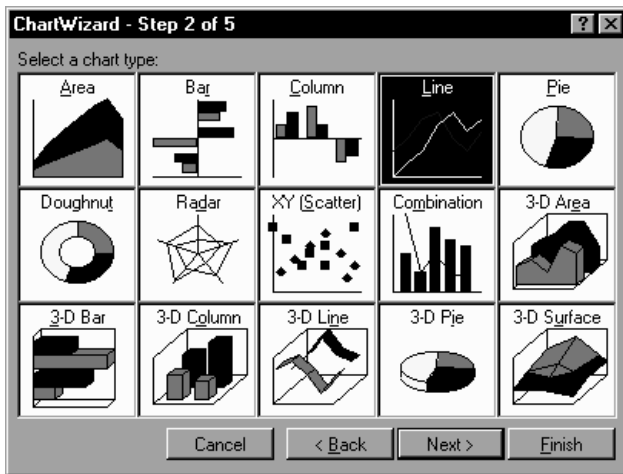 ChartWizard - Step 2 of 5
Select a chart type:
Area Bar Column Line Pie
Doughnut Radar XY (Scatter) Combination 3-D Area
3-D Bar 3-D Column 3-D Line 3-D Pie 3-D Surface
Cancel < Back Next > Finish